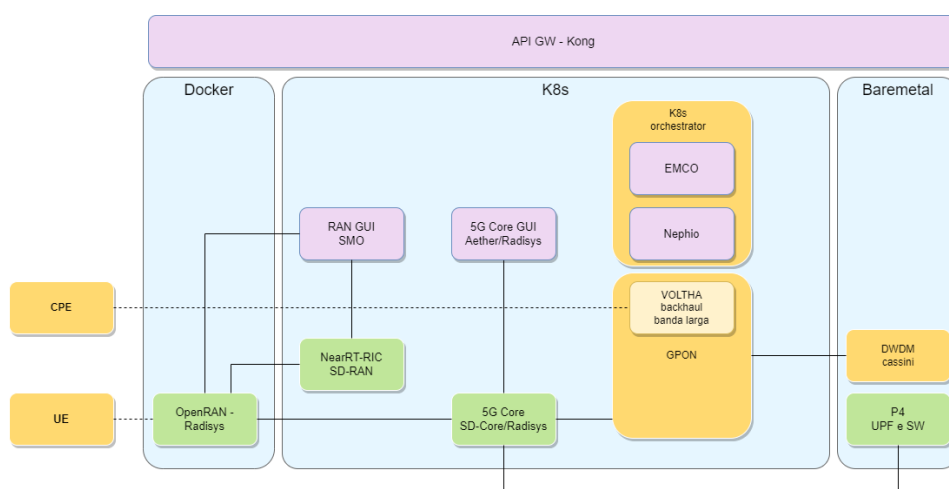 API GW - Kong
Docker
K8s
Baremetal
K8s
orchestrator
EMCO
Nephio
RAN GUI
SMO
5G Core GUI
Aether/Radisys
CPE
VOLTHA
backhaul
banda larga
GPON
NearRT-RIC
SD-RAN
DWDM
cassini
UE
OpenRAN -
Radisys
5G Core
SD-Core/Radisys
P4
UPF e SW